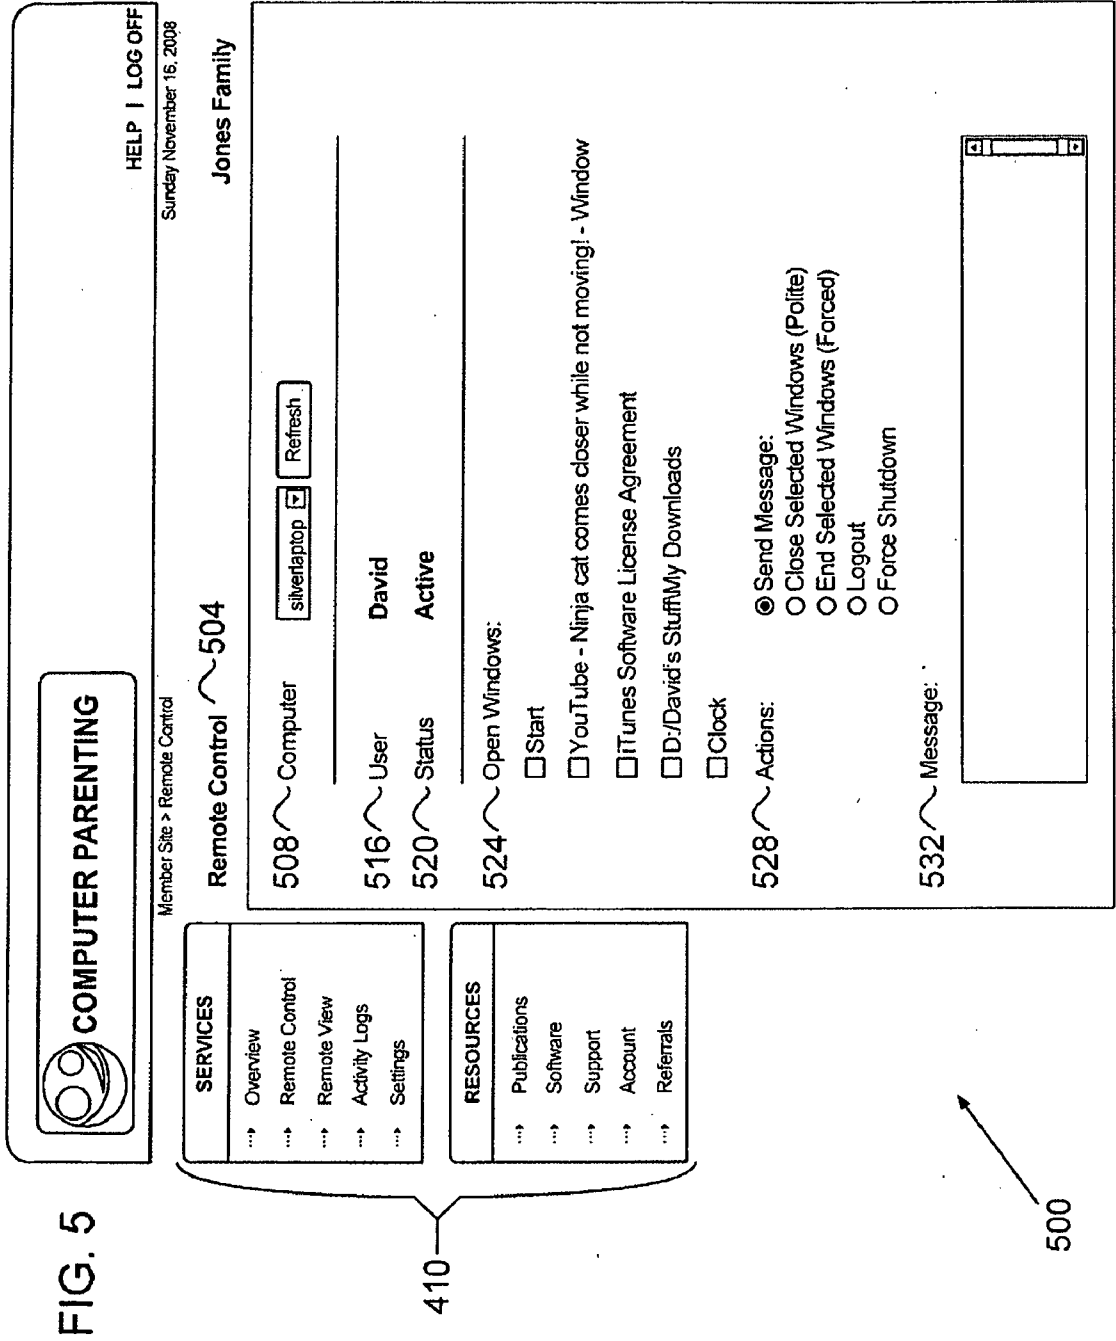 FIG. 5
COMPUTER PARENTING
HELP | LOG OFF
Member Site > Remote Control
Sunday November 16, 2008
SERVICES
Overview
Remote Control
Remote View
Activity Logs
Settings
RESOURCES
Publications
Software
Support
Account
Referrals
410
500
Remote Control 504
Jones Family
508 Computer silverlaptop Refresh
516 User David
520 Status Active
524 Open Windows:
Start
YouTube - Ninja cat comes closer while not moving! - Window
iTunes Software License Agreement
D:/David's Stuff\My Downloads
Clock
528 Actions: Send Message:
Close Selected Windows (Polite)
End Selected Windows (Forced)
Logout
Force Shutdown
532 Message: